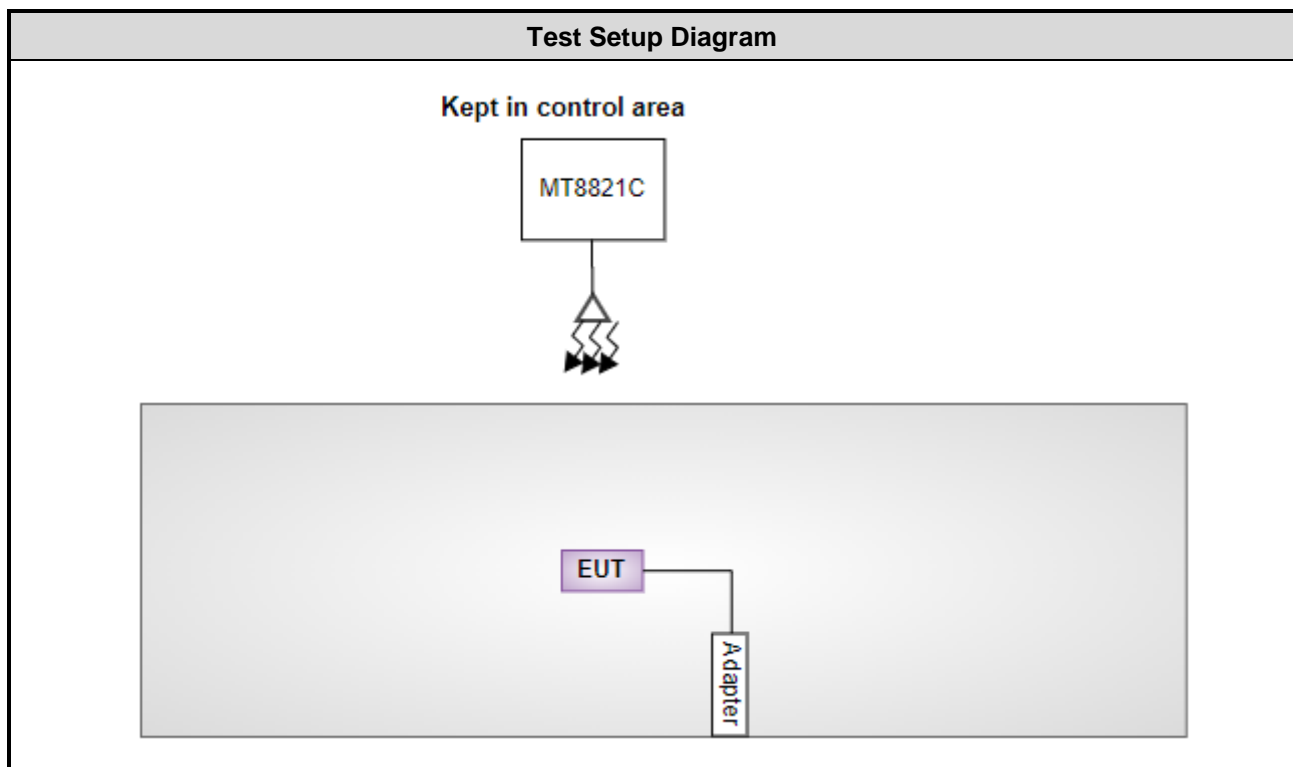 Test Setup Diagram
Kept in control area
MT8821C
EUT
Adapter